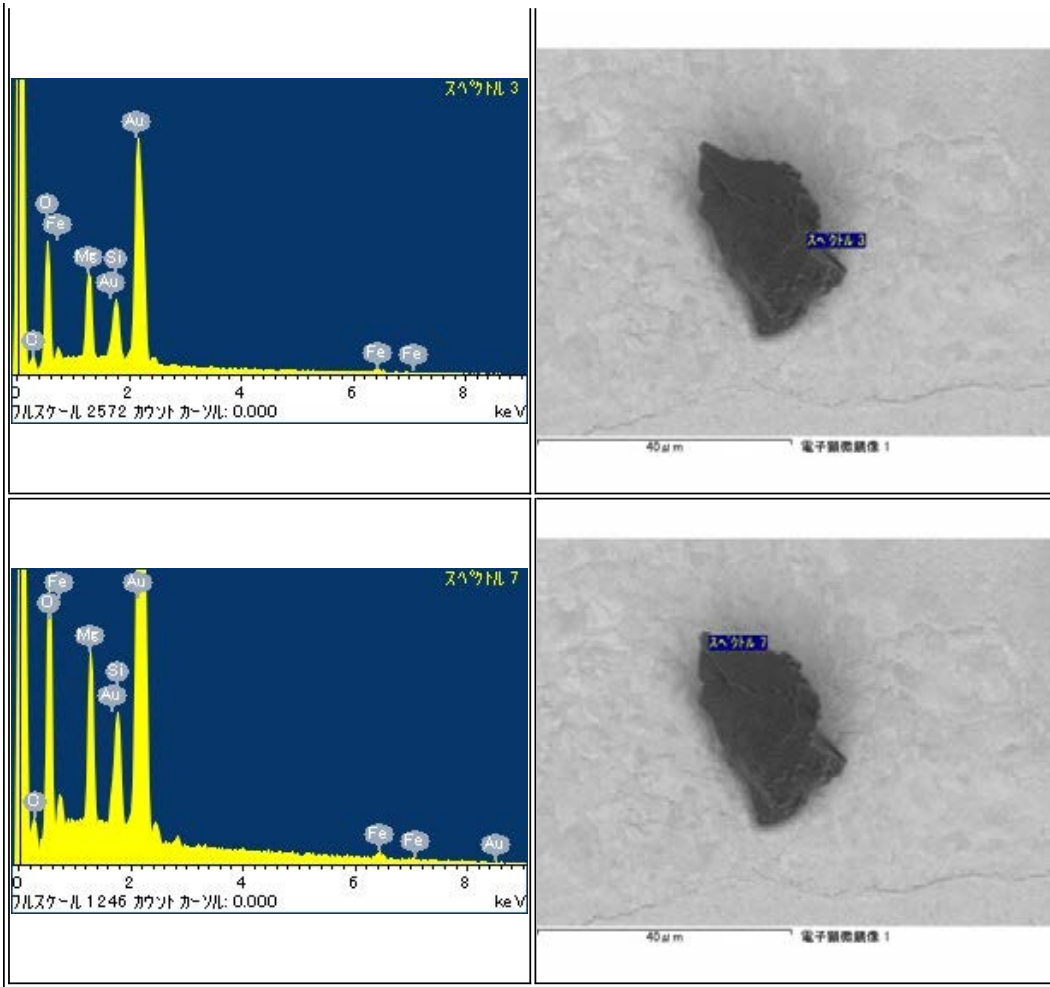 スペクトル 3
Au
O
Fe
Mg Si
Au
C
Fe Fe
0 2 4 6 8
フルスケール 2572 カウント カーソル: 0.000 keV
スペクトル 3
40μm 電子顕微鏡像 1
スペクトル 7
Fe Au
O
Mg
Si
Au
Fe Fe Au
0 2 4 6 8
フルスケール 1246 カウント カーソル: 0.000 keV
スペクトル 7
40μm 電子顕微鏡像 1